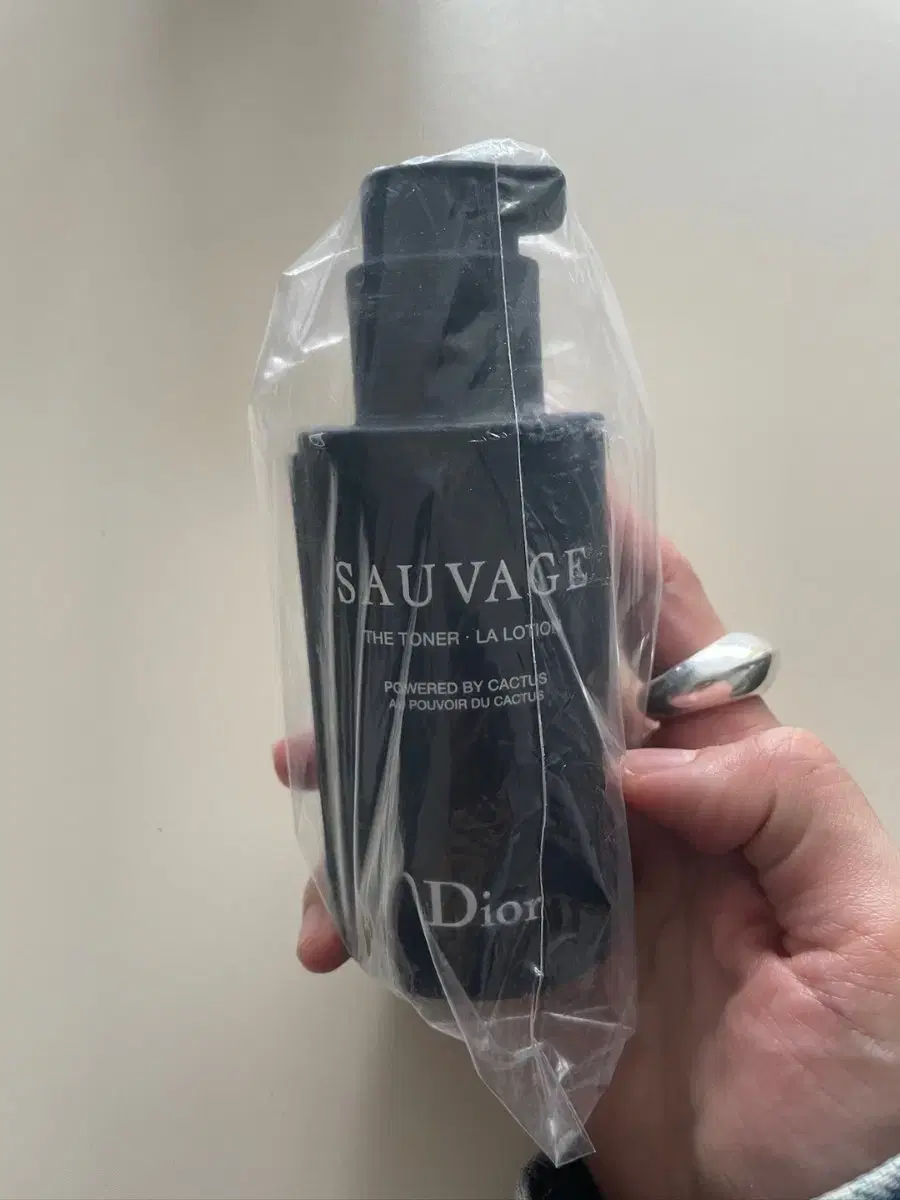 SAUVAGE
THE TONER · LA LOTION
POWERED BY CACTUS
AU POUVOIR DU CACTUS
Dior